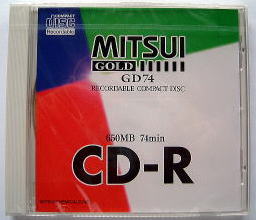 COMPACT
disc
Recordable
MITSUI
GOLD
GD74
RECORDABLE COMPACT DISC
650MB 74min
CD-R